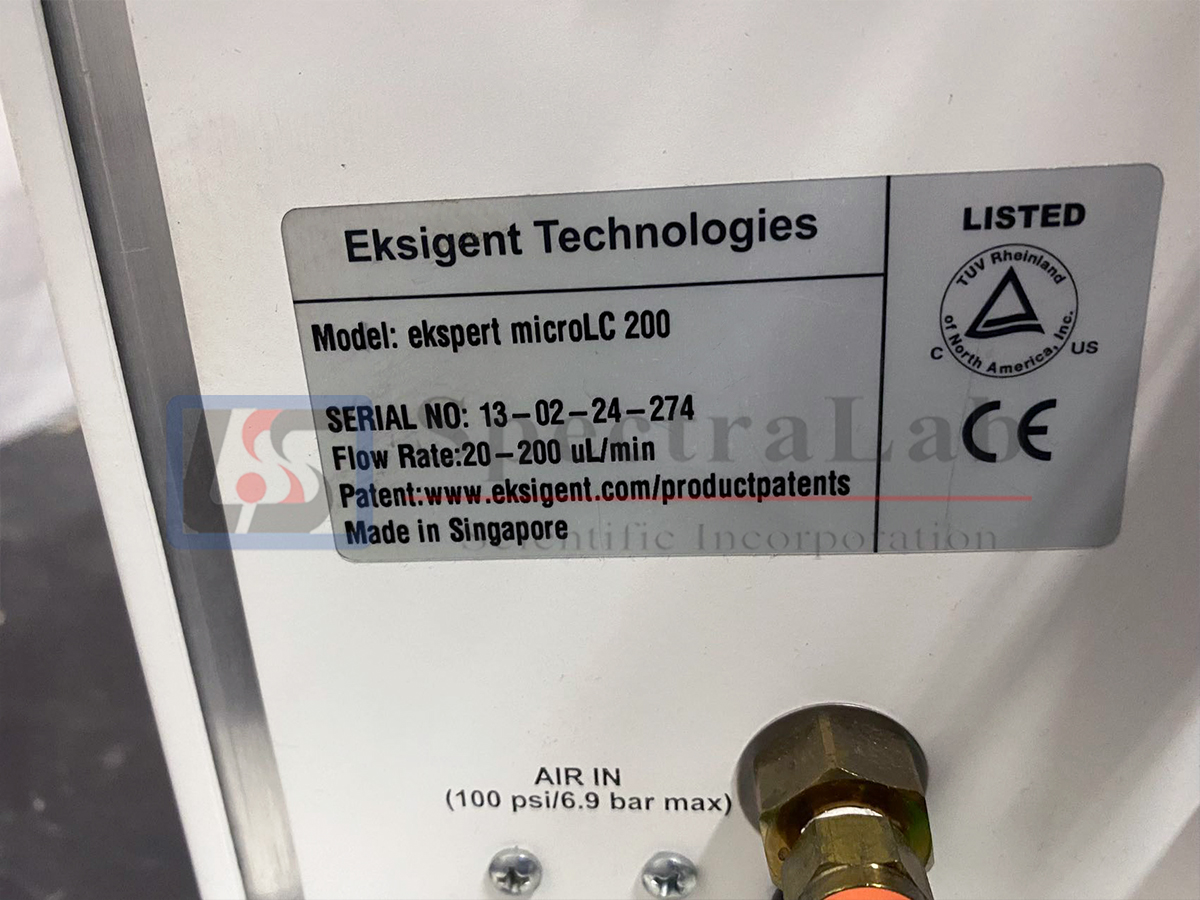 Eksigent Technologies
Model: ekspert microLC 200
SERIAL NO: 13-02-24-274
Flow Rate:20-200 uL/min
Patent:www.eksigent.com/productpatents
Made in Singapore
LISTED
TUV Rheinland
of North America, Inc.
C US
CE
SpectraLab
Scientific Incorporation
AIR IN
(100 psi/6.9 bar max)